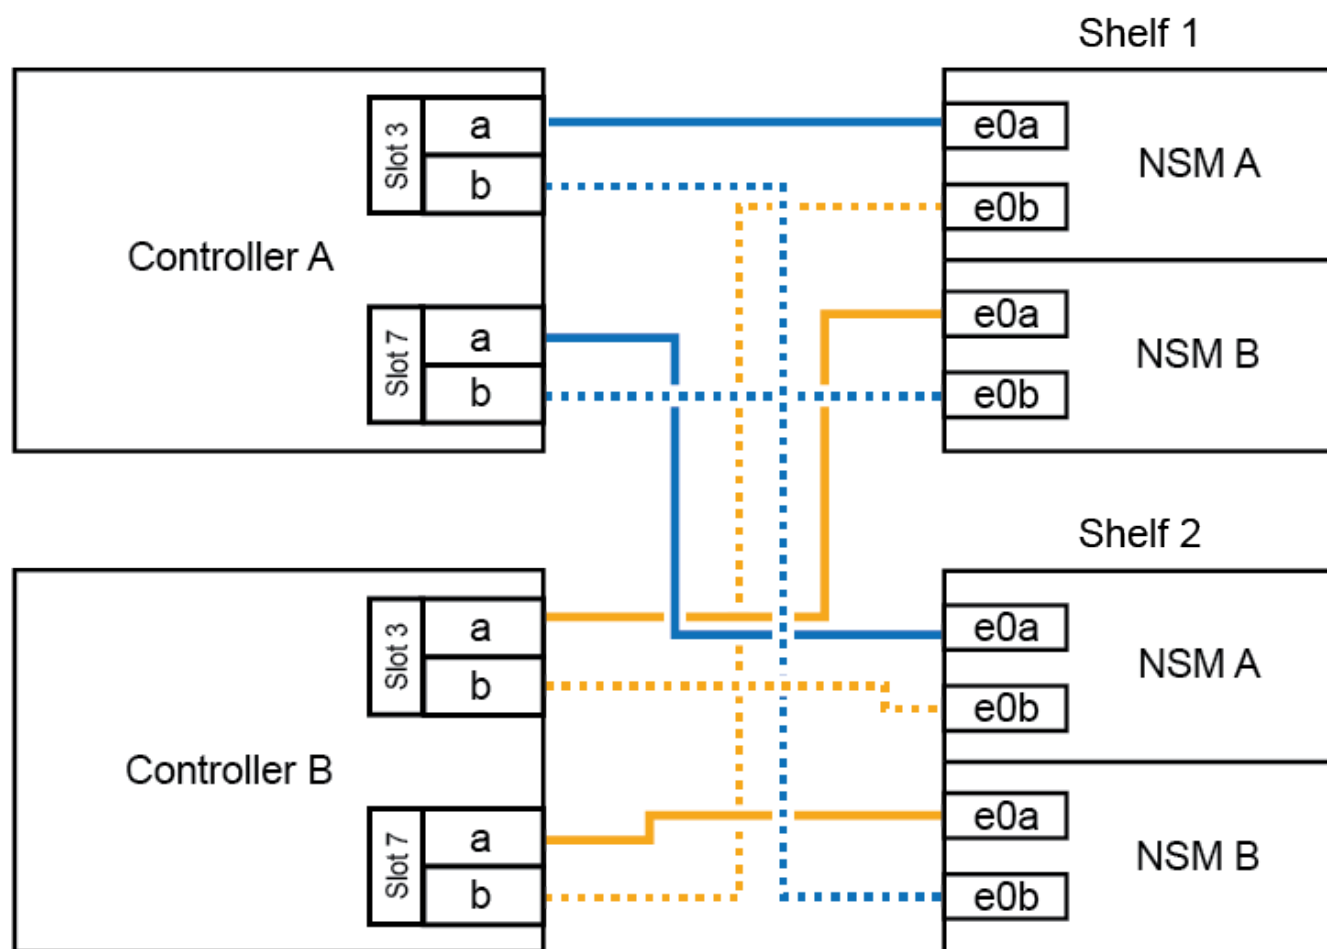 Shelf 1
Controller A
Slot 3
a
b
Slot 7
a
b
e0a
e0b
NSM A
e0a
e0b
NSM B
Shelf 2
Controller B
Slot 3
a
b
Slot 7
a
b
e0a
e0b
NSM A
e0a
e0b
NSM B